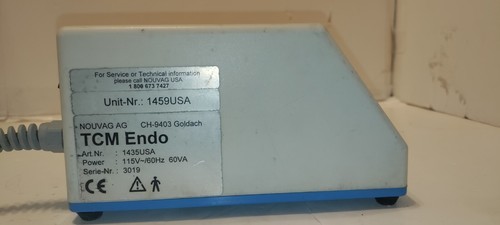 For Service or Technical information
please call NOUVAG USA
1 806 673 7427
Unit-Nr.: 1459USA
NOUVAG AG CH-9403 Goldach
TCM Endo
Art.Nr. : 1435USA
Power : 115V~/60Hz 60VA
Serie-Nr. : 3019
CE